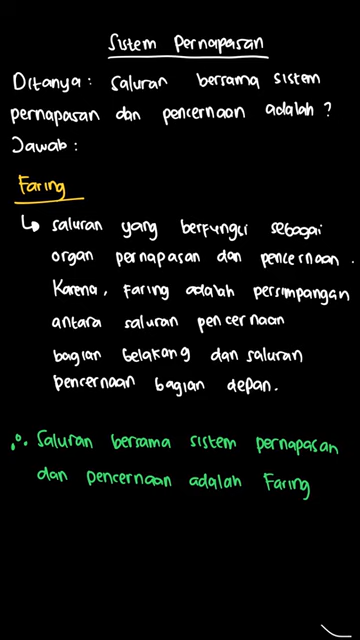 Sistem Pernapasan
Ditanya: Saluran bersama sistem
pernapasan dan pencernaan adalah?
Jawab:
Faring
↳ saluran yang berfungsi sebagai
organ pernapasan dan pencernaan.
Karena, faring adalah persimpangan
antara saluran pencernaan
bagian belakang dan saluran
pencernaan bagian depan.
∴ Saluran bersama sistem pernapasan
dan pencernaan adalah Faring